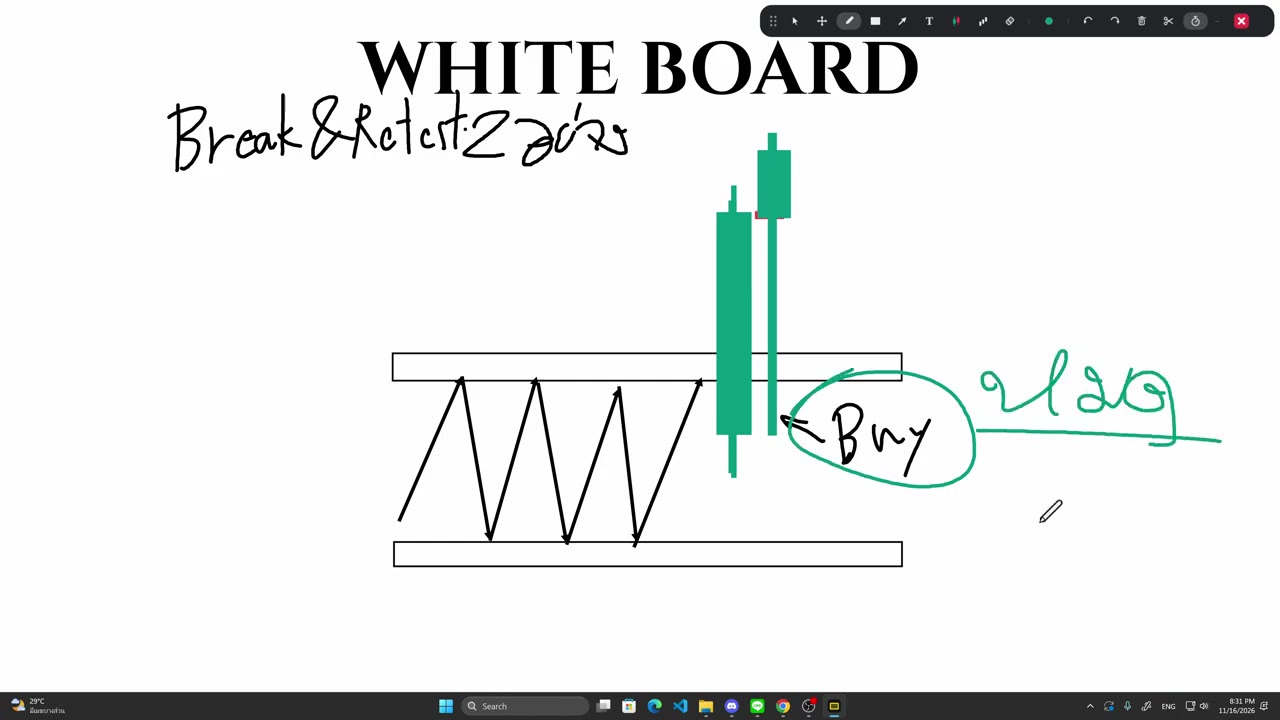 WHITE BOARD
Break & Retest 2
Buy
Search
29°C
ENG
8:31 PM
11/16/2026